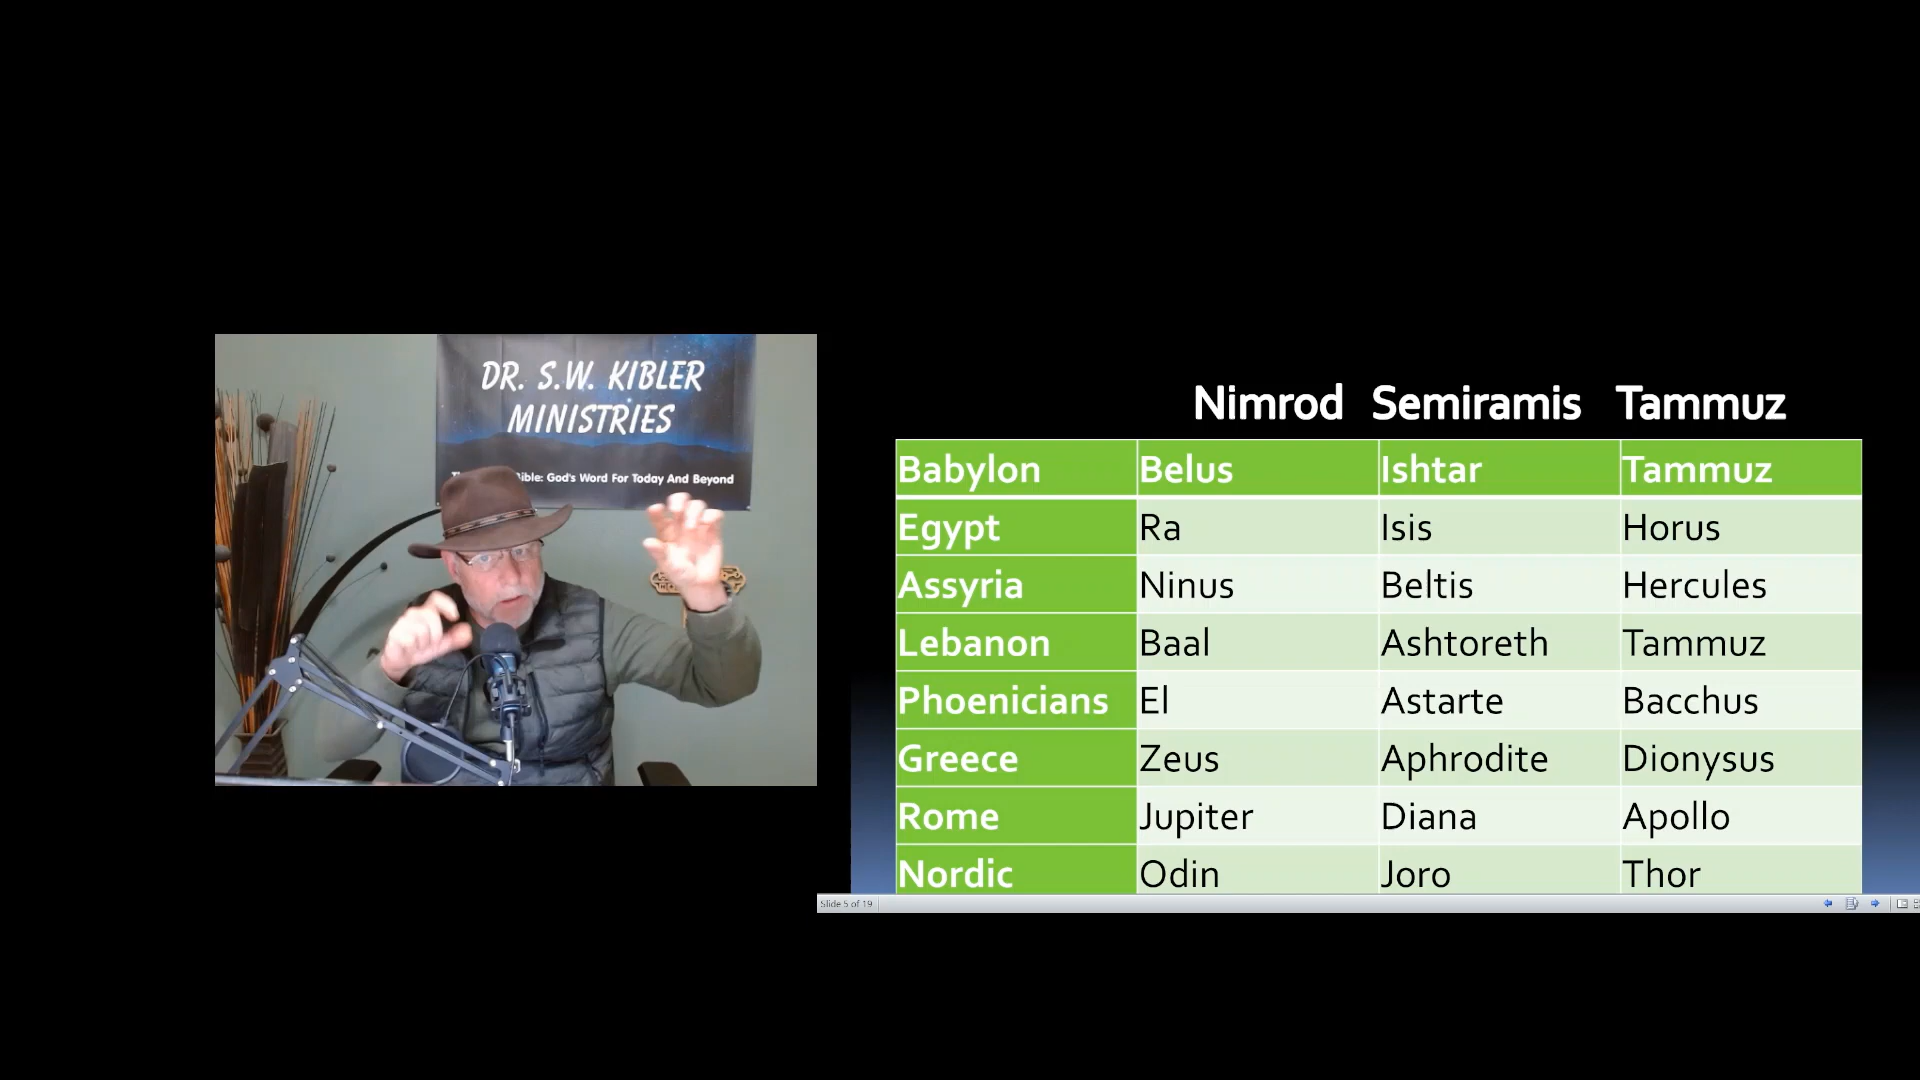 DR. S.W. KIBLER
MINISTRIES
Bible: God's Word For Today And Beyond
Nimrod Semiramis Tammuz
Babylon Belus Ishtar Tammuz
Egypt Ra Isis Horus
Assyria Ninus Beltis Hercules
Lebanon Baal Ashtoreth Tammuz
Phoenicians El Astarte Bacchus
Greece Zeus Aphrodite Dionysus
Rome Jupiter Diana Apollo
Nordic Odin Joro Thor
Slide 5 of 19